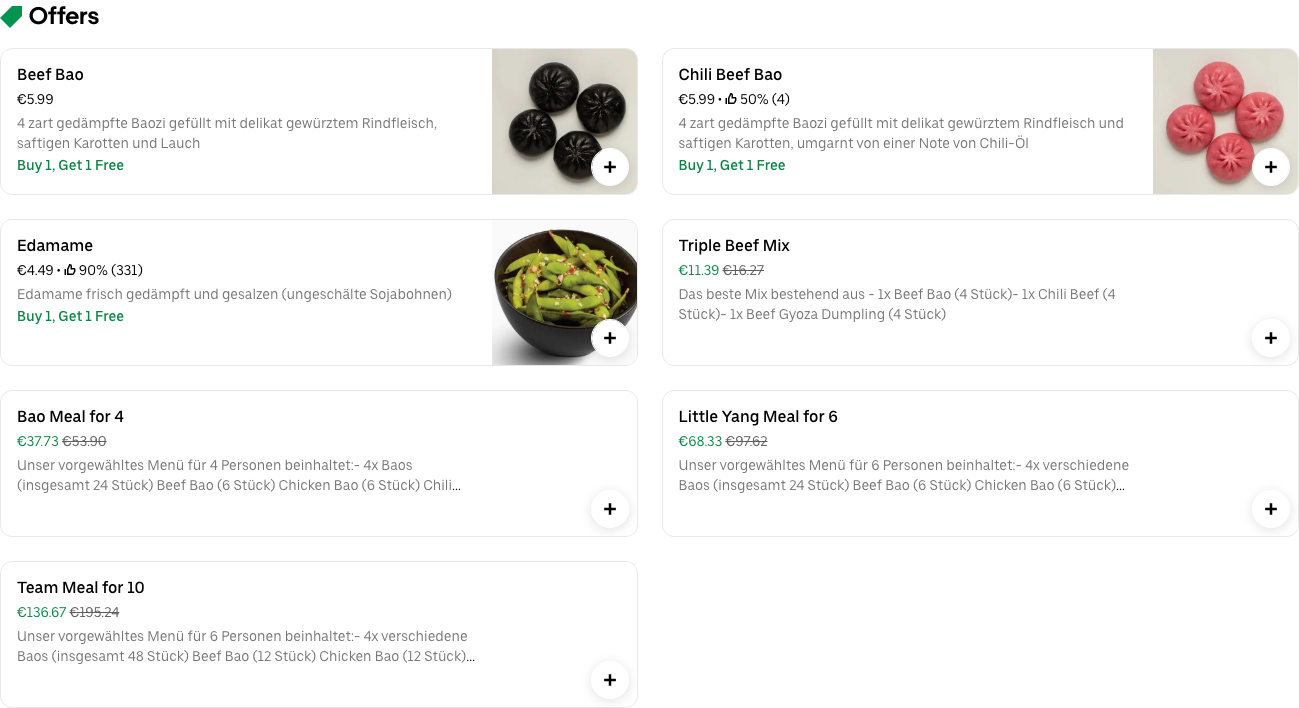 Offers
Beef Bao
€5.99
4 zart gedämpfte Baozi gefüllt mit delikat gewürztem Rindfleisch,
saftigen Karotten und Lauch
Buy 1, Get 1 Free
Chili Beef Bao
€5.99 • 50% (4)
4 zart gedämpfte Baozi gefüllt mit delikat gewürztem Rindfleisch und
saftigen Karotten, umgarnt von einer Note von Chili-Öl
Buy 1, Get 1 Free
Edamame
€4.49 • 90% (331)
Edamame frisch gedämpft und gesalzen (ungeschälte Sojabohnen)
Buy 1, Get 1 Free
Triple Beef Mix
€11.39 €16.27
Das beste Mix bestehend aus - 1x Beef Bao (4 Stück)- 1x Chili Beef (4
Stück)- 1x Beef Gyoza Dumpling (4 Stück)
Bao Meal for 4
€37.73 €53.90
Unser vorgewähltes Menü für 4 Personen beinhaltet:- 4x Baos
(insgesamt 24 Stück) Beef Bao (6 Stück) Chicken Bao (6 Stück) Chili...
Little Yang Meal for 6
€68.33 €97.62
Unser vorgewähltes Menü für 6 Personen beinhaltet:- 4x verschiedene
Baos (insgesamt 24 Stück) Beef Bao (6 Stück) Chicken Bao (6 Stück)...
Team Meal for 10
€136.67 €195.24
Unser vorgewähltes Menü für 6 Personen beinhaltet:- 4x verschiedene
Baos (insgesamt 48 Stück) Beef Bao (12 Stück) Chicken Bao (12 Stück)...